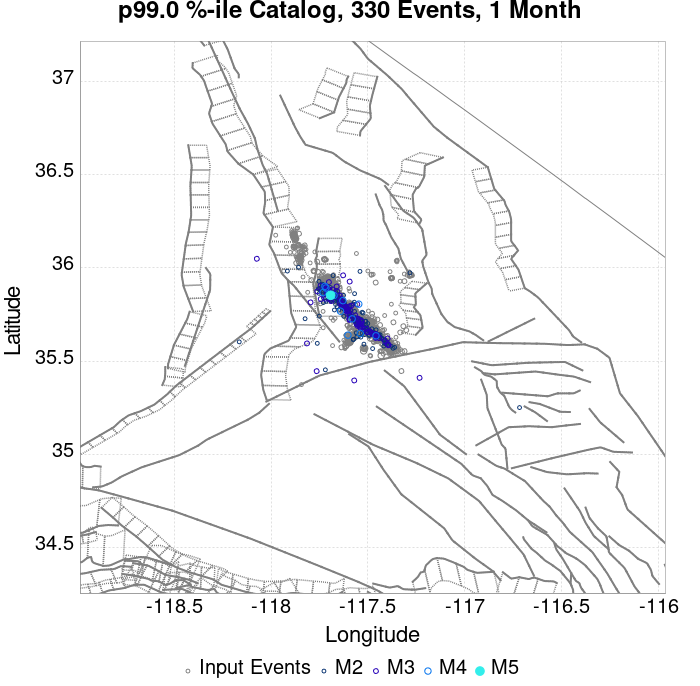 p99.0 %-ile Catalog, 330 Events, 1 Month
37
36.5
36
35.5
35
34.5
Latitude
-118.5 -118 -117.5 -117 -116.5 -116
Longitude
Input Events M2 M3 M4 M5